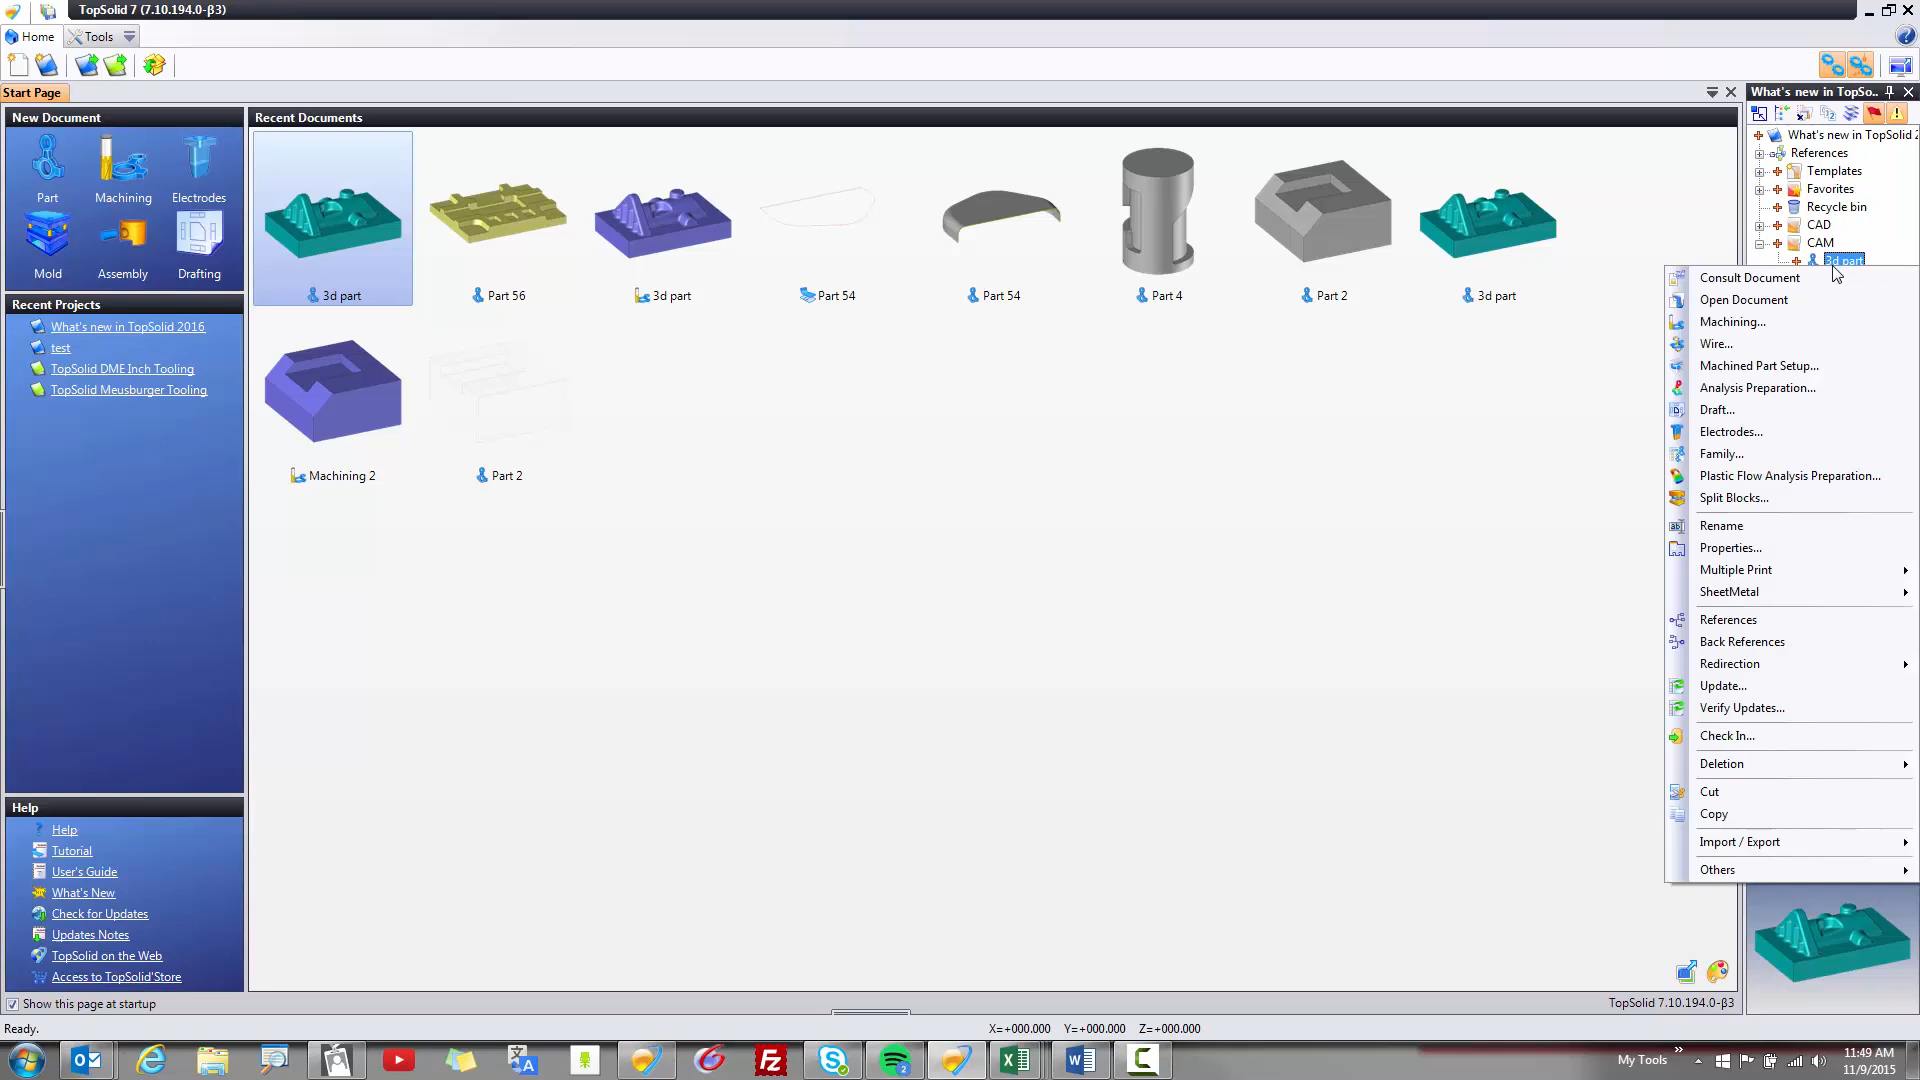 TopSolid 7 (7.10.194.0-β3)
Home
Tools
Start Page
What's new in TopSo..
New Document
Part
Machining
Electrodes
Mold
Assembly
Drafting
Recent Projects
What's new in TopSolid 2016
test
TopSolid DME Inch Tooling
TopSolid Meusburger Tooling
Help
Help
Tutorial
User's Guide
What's New
Check for Updates
Updates Notes
TopSolid on the Web
Access to TopSolid'Store
Show this page at startup
Recent Documents
3d part
Part 56
3d part
Part 54
Part 54
Part 4
Part 2
3d part
Machining 2
Part 2
What's new in TopSolid 2
References
Templates
Favorites
Recycle bin
CAD
CAM
3d part
Consult Document
Open Document
Machining...
Wire...
Machined Part Setup...
Analysis Preparation...
Draft...
Electrodes...
Family...
Plastic Flow Analysis Preparation...
Split Blocks...
Rename
Properties...
Multiple Print
SheetMetal
References
Back References
Redirection
Update...
Verify Updates...
Check In...
Deletion
Cut
Copy
Import / Export
Others
TopSolid 7.10.194.0-β3
Ready.
X=+000.000 Y=+000.000 Z=+000.000
My Tools
11:49 AM
11/9/2015